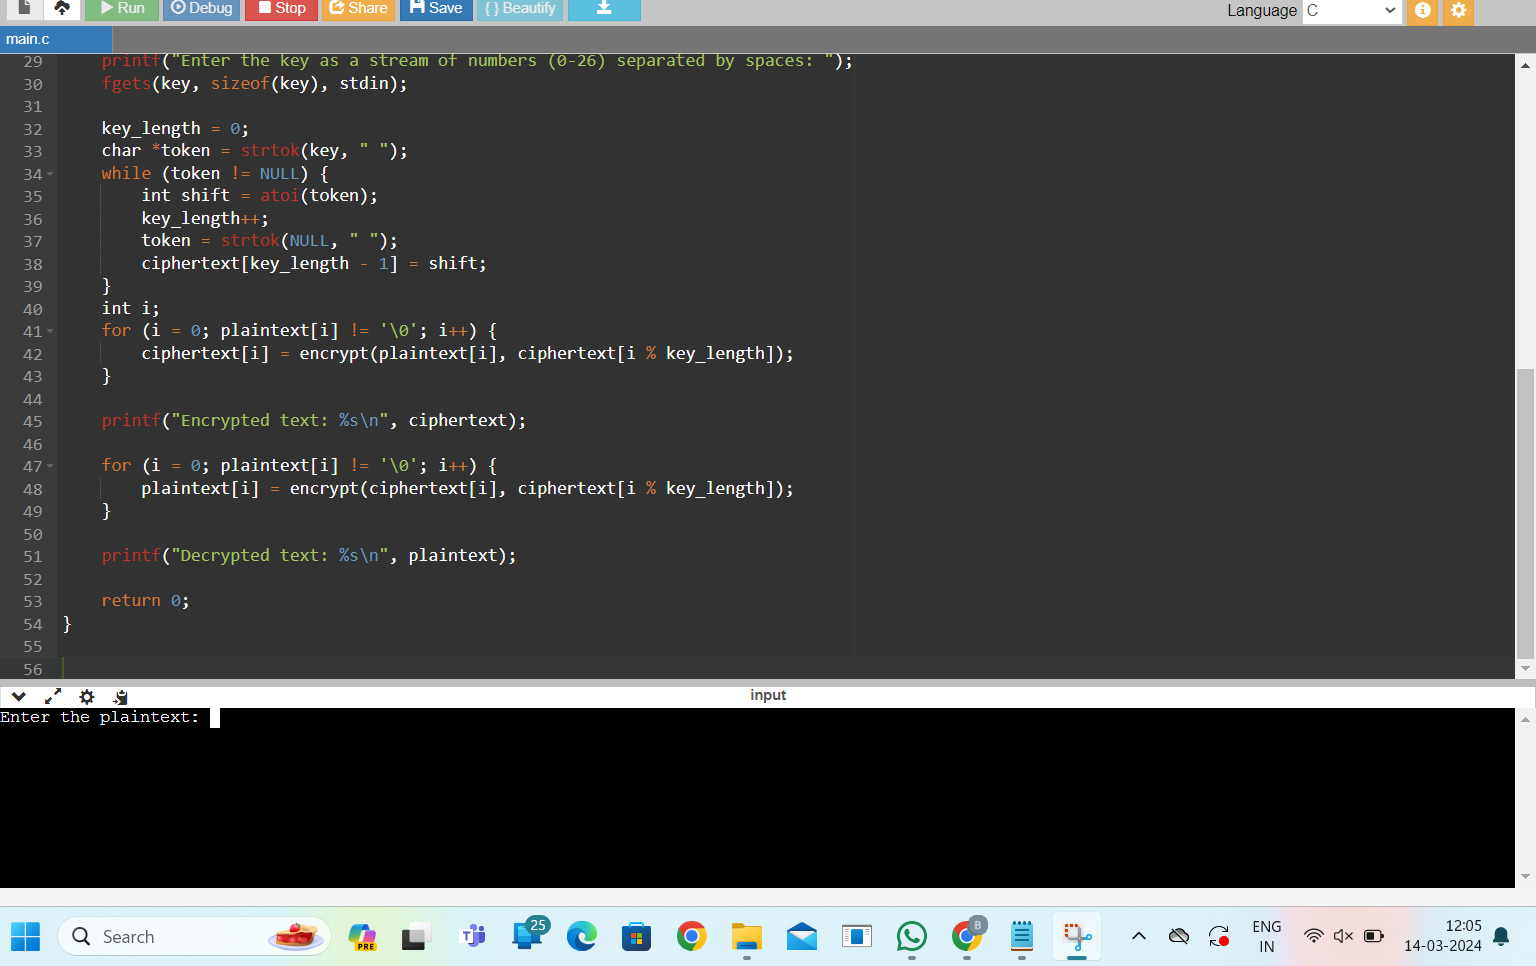 Run Debug Stop Share Save { } Beautify Language C
main.c
29 printf("Enter the key as a stream of numbers (0-26) separated by spaces: ");
30 fgets(key, sizeof(key), stdin);
31
32 key_length = 0;
33 char *token = strtok(key, " ");
34 while (token != NULL) {
35 int shift = atoi(token);
36 key_length++;
37 token = strtok(NULL, " ");
38 ciphertext[key_length - 1] = shift;
39 }
40 int i;
41 for (i = 0; plaintext[i] != '\0'; i++) {
42 ciphertext[i] = encrypt(plaintext[i], ciphertext[i % key_length]);
43 }
44
45 printf("Encrypted text: %s\n", ciphertext);
46
47 for (i = 0; plaintext[i] != '\0'; i++) {
48 plaintext[i] = encrypt(ciphertext[i], ciphertext[i % key_length]);
49 }
50
51 printf("Decrypted text: %s\n", plaintext);
52
53 return 0;
54 }
55
56
input
Enter the plaintext:
Search PRE 25 B ENG 12:05
IN 14-03-2024